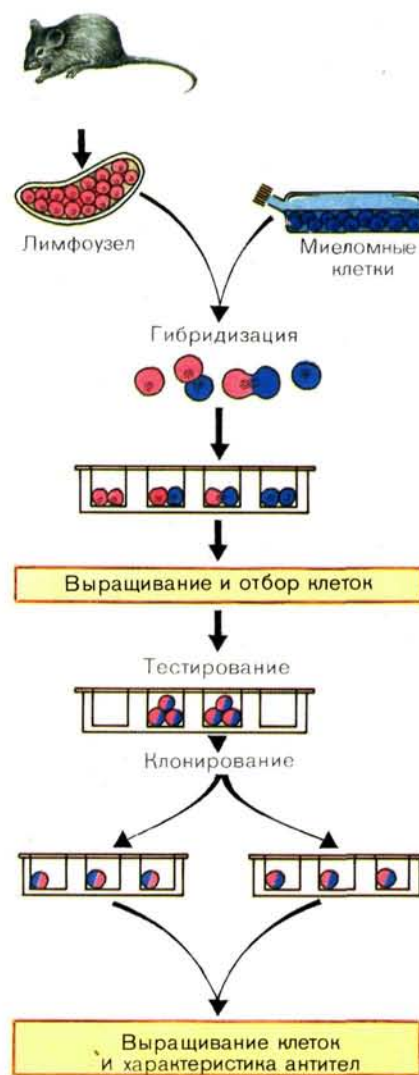 Лимфоузел
Миеломные
клетки
Гибридизация
Выращивание и отбор клеток
Тестирование
Клонирование
Выращивание клеток
и характеристика антител